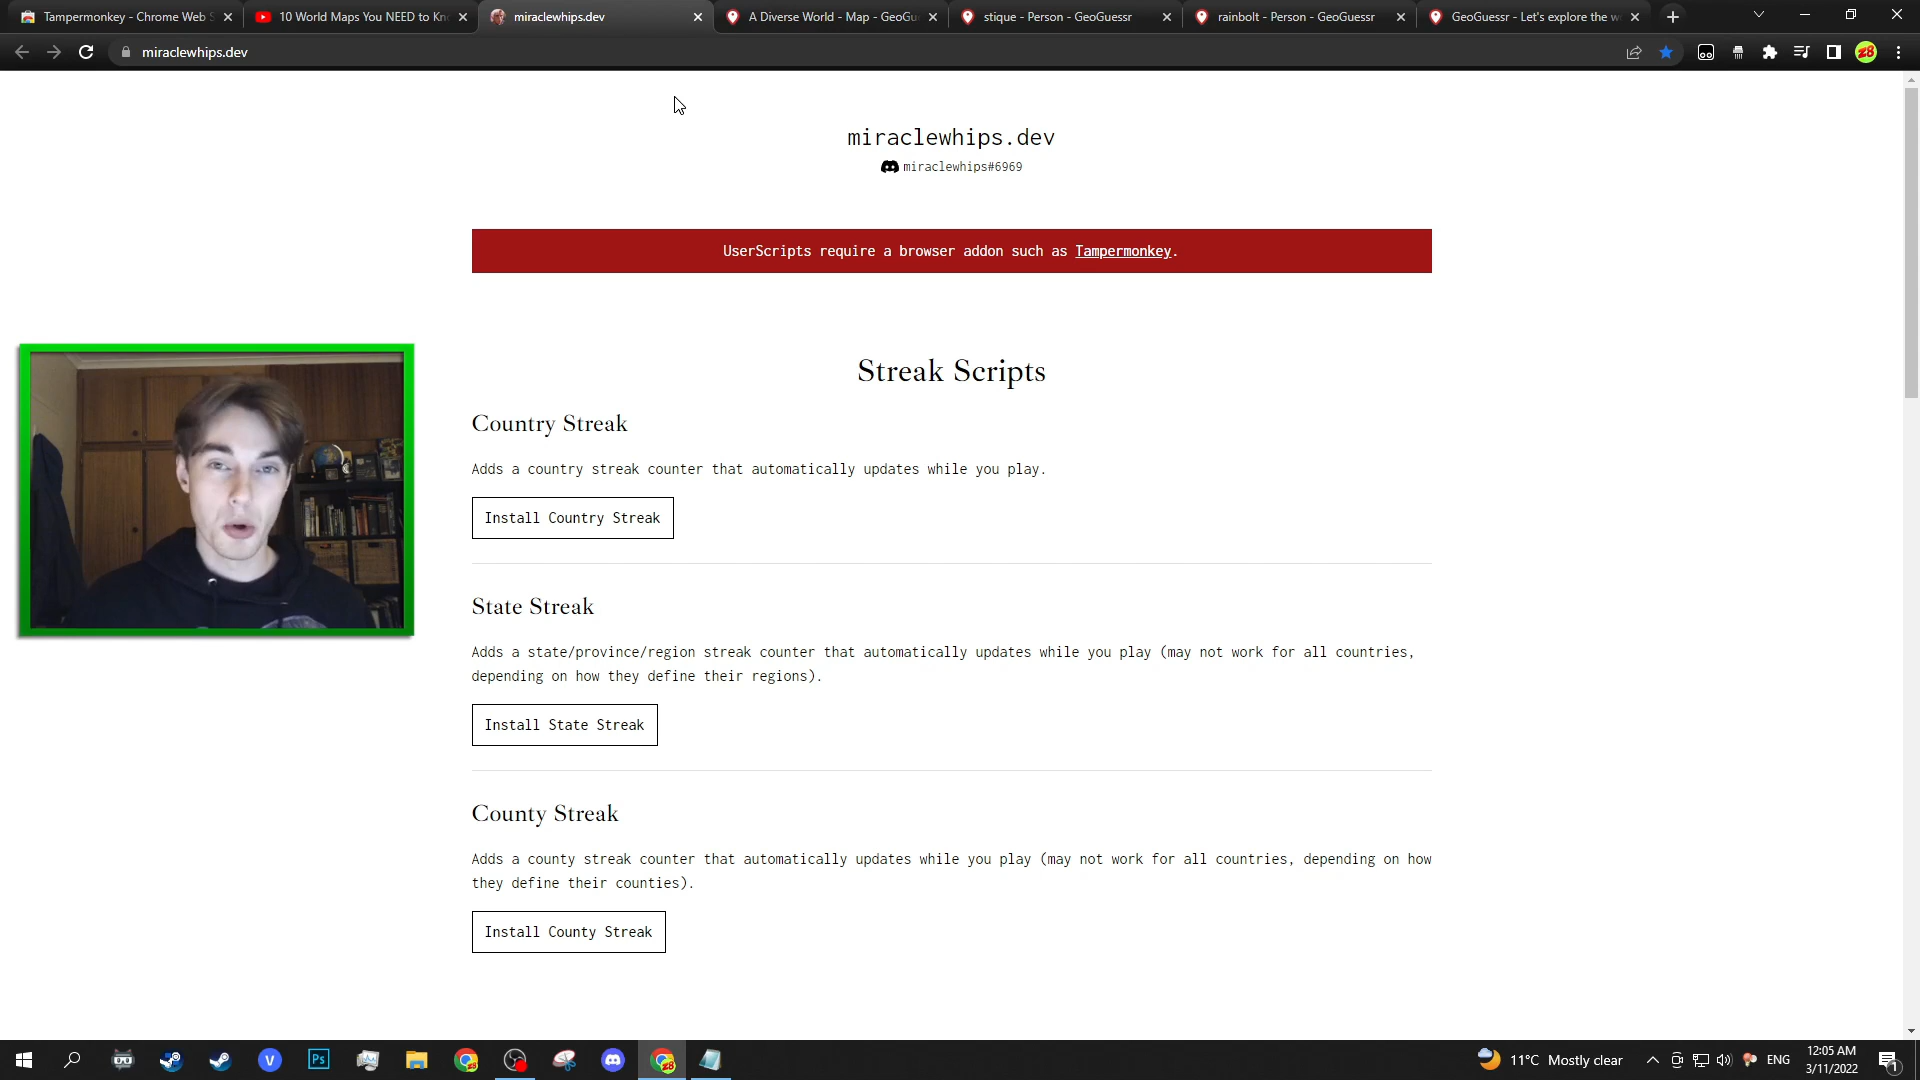 Tampermonkey - Chrome Web S
10 World Maps You NEED to Kn
miraclewhips.dev
A Diverse World - Map - GeoGu
stique - Person - GeoGuessr
rainbolt - Person - GeoGuessr
GeoGuessr - Let's explore the w
miraclewhips.dev
z8
miraclewhips.dev
miraclewhips#6969
UserScripts require a browser addon such as Tampermonkey.
Streak Scripts
Country Streak
Adds a country streak counter that automatically updates while you play.
Install Country Streak
State Streak
Adds a state/province/region streak counter that automatically updates while you play (may not work for all countries,
depending on how they define their regions).
Install State Streak
County Streak
Adds a county streak counter that automatically updates while you play (may not work for all countries, depending on how
they define their counties).
Install County Streak
V
Ps
z8
11°C Mostly clear
ENG
12:05 AM
3/11/2022
1